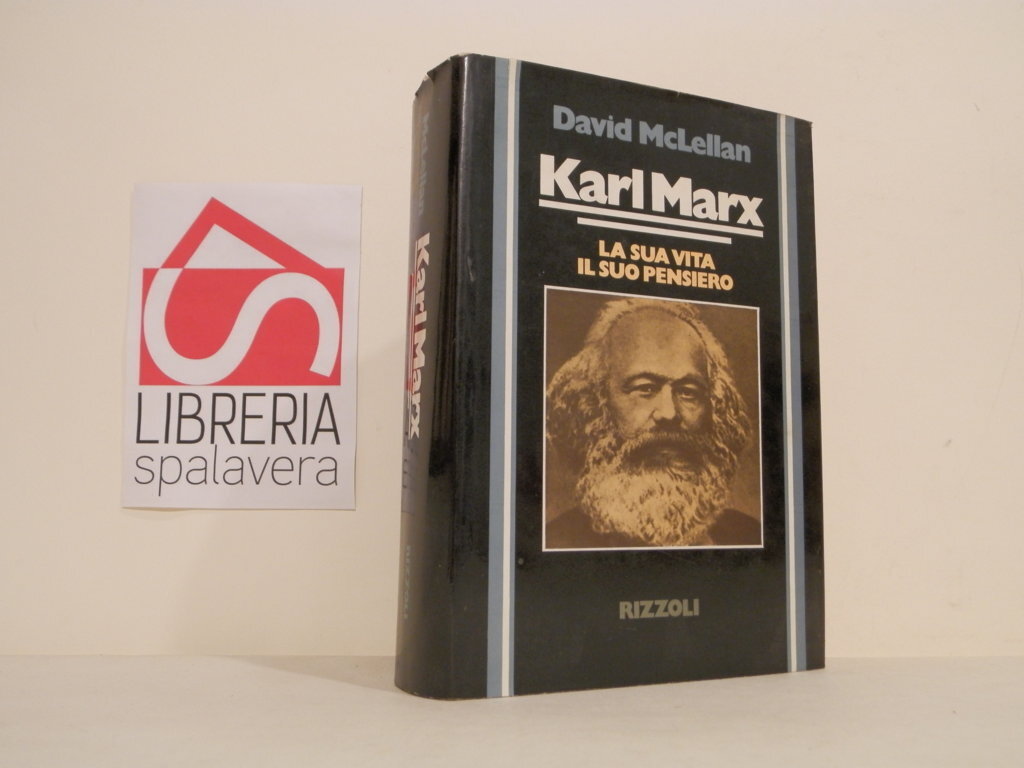 LIBRERIA
spalavera
McLellan
Karl Marx
RIZZOLI
David McLellan
Karl Marx
LA SUA VITA
IL SUO PENSIERO
RIZZOLI